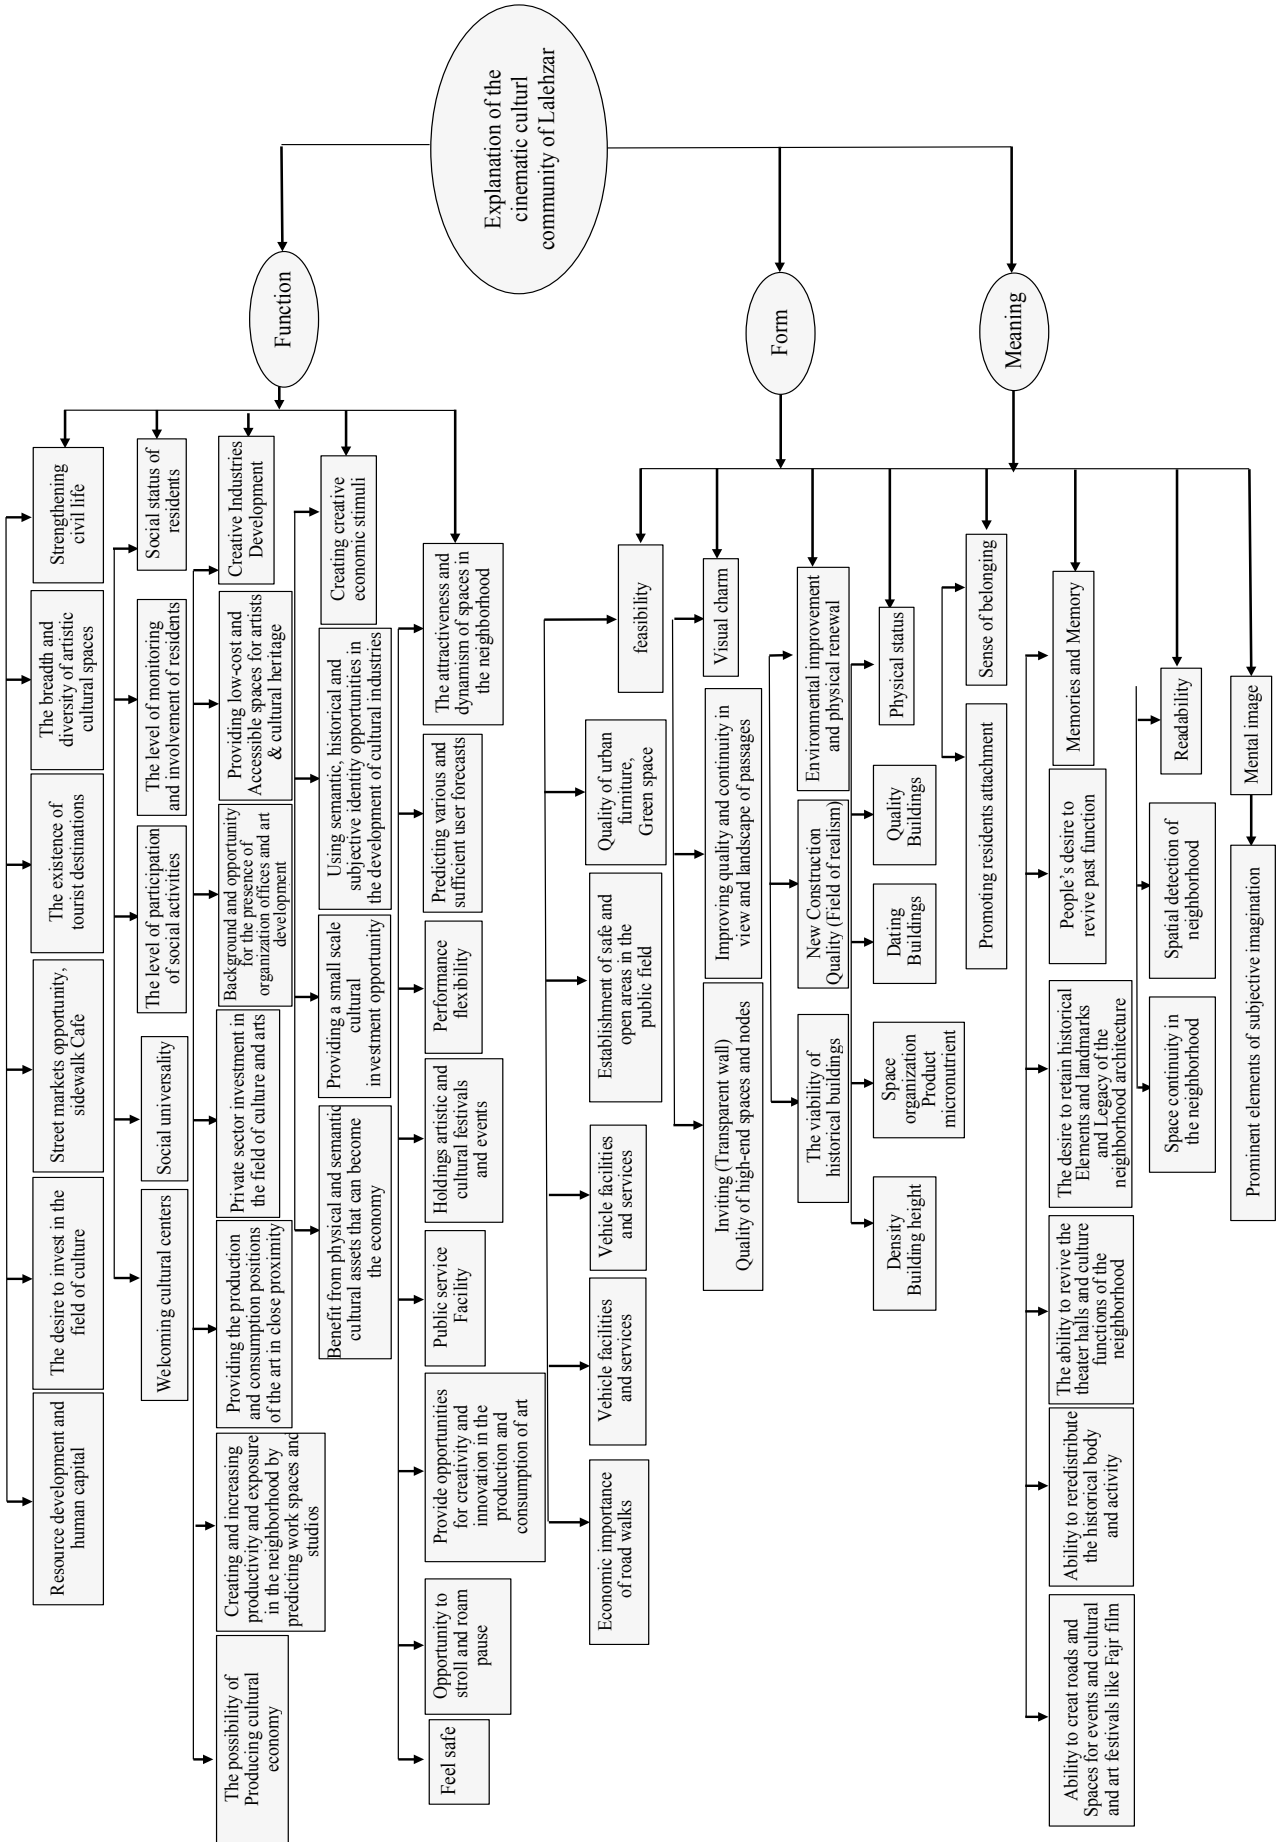 Explanation of the
cinematic culturl
community of Lalehzar
Function
Form
Meaning
Strengthening
civil life
The breadth and
diversity of artistic
cultural spaces
The existence of
tourist destinations
Street markets opportunity,
sidewalk Cafe
The desire to invest in the
field of culture
Resource development and
human capital
Social status of
residents
The level of monitoring
and involvement of residents
The level of participation
of social activities
Social universality
Welcoming cultural centers
Creative Industries
Development
Providing low-cost and
Accessible spaces for artists
& cultural heritage
Background and opportunity
for the presence of
organization offices and art
development
Private sector investment in
the field of culture and arts
Providing the production
and consumption positions
of the art in close proximity
Creating and increasing
productivity and exposure
in the neighborhood by
predicting work spaces and
studios
The possibility of
Producing cultural
economy
Creating creative
economic stimuli
Using semantic, historical and
subjective identity opportunities in
the development of cultural industries
Providing a small scale
cultural
investment opportunity
Benefit from physical and semantic
cultural assets that can become
the economy
The attractiveness and
dynamism of spaces in
the neighborhood
Predicting various and
sufficient user forecasts
Performance
flexibility
Holdings artistic and
cultural festivals
and events
Public service
Facility
Provide opportunities
for creativity and
innovation in the
production and
consumption of art
Opportunity to
stroll and roam
pause
Feel safe
feasibility
Quality of urban
furniture,
Green space
Establishment of safe and
open areas in the
public field
Vehicle facilities
and services
Vehicle facilities
and services
Economic importance
of road walks
Visual charm
Improving quality and continuity in
view and landscape of passages
Inviting (Transparent wall)
Quality of high-end spaces and nodes
Environmental improvement
and physical renewal
New Construction
Quality (Field of realism)
The viability of
historical buildings
Physical status
Quality
Buildings
Dating
Buildings
Space
organization
Product
micronutrient
Density
Building height
Sense of belonging
Promoting residents attachment
Memories and Memory
People's desire to
revive past function
The desire to retain historical
Elements and landmarks
and Legacy of the
neighborhood architecture
The ability to revive the
theater halls and culture
functions of the
neighborhood
Ability to reredistribute
the historical body
and activity
Ability to creat roads and
Spaces for events and cultural
and art festivals like Fajr film
Readability
Spatial detection of
neighborhood
Space continuity in
the neighborhood
Mental image
Prominent elements of subjective imagination